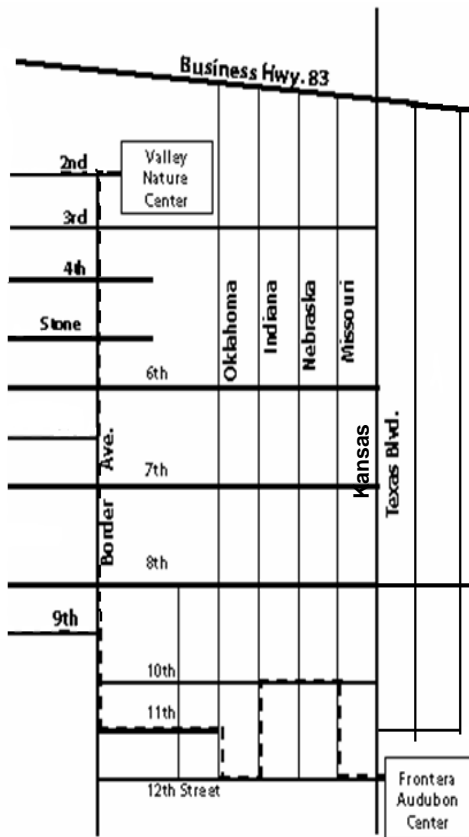 Business Hwy. 83
2nd
Valley
Nature
Center
3rd
4th
Stone
Oklahoma
Indiana
Nebraska
Missouri
6th
Kansas
Texas Blvd.
Border Ave.
7th
8th
9th
10th
11th
12th Street
Frontera
Audubon
Center